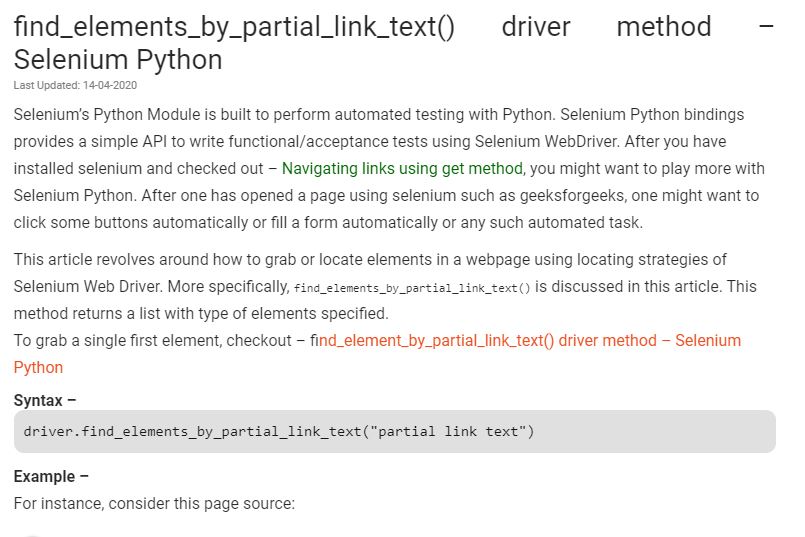 find_elements_by_partial_link_text() driver method –
Selenium Python
Last Updated: 14-04-2020
Selenium's Python Module is built to perform automated testing with Python. Selenium Python bindings
provides a simple API to write functional/acceptance tests using Selenium WebDriver. After you have
installed selenium and checked out – Navigating links using get method, you might want to play more with
Selenium Python. After one has opened a page using selenium such as geeksforgeeks, one might want to
click some buttons automatically or fill a form automatically or any such automated task.
This article revolves around how to grab or locate elements in a webpage using locating strategies of
Selenium Web Driver. More specifically, find_elements_by_partial_link_text() is discussed in this article. This
method returns a list with type of elements specified.
To grab a single first element, checkout – find_element_by_partial_link_text() driver method – Selenium
Python
Syntax –
driver.find_elements_by_partial_link_text("partial link text")
Example –
For instance, consider this page source: